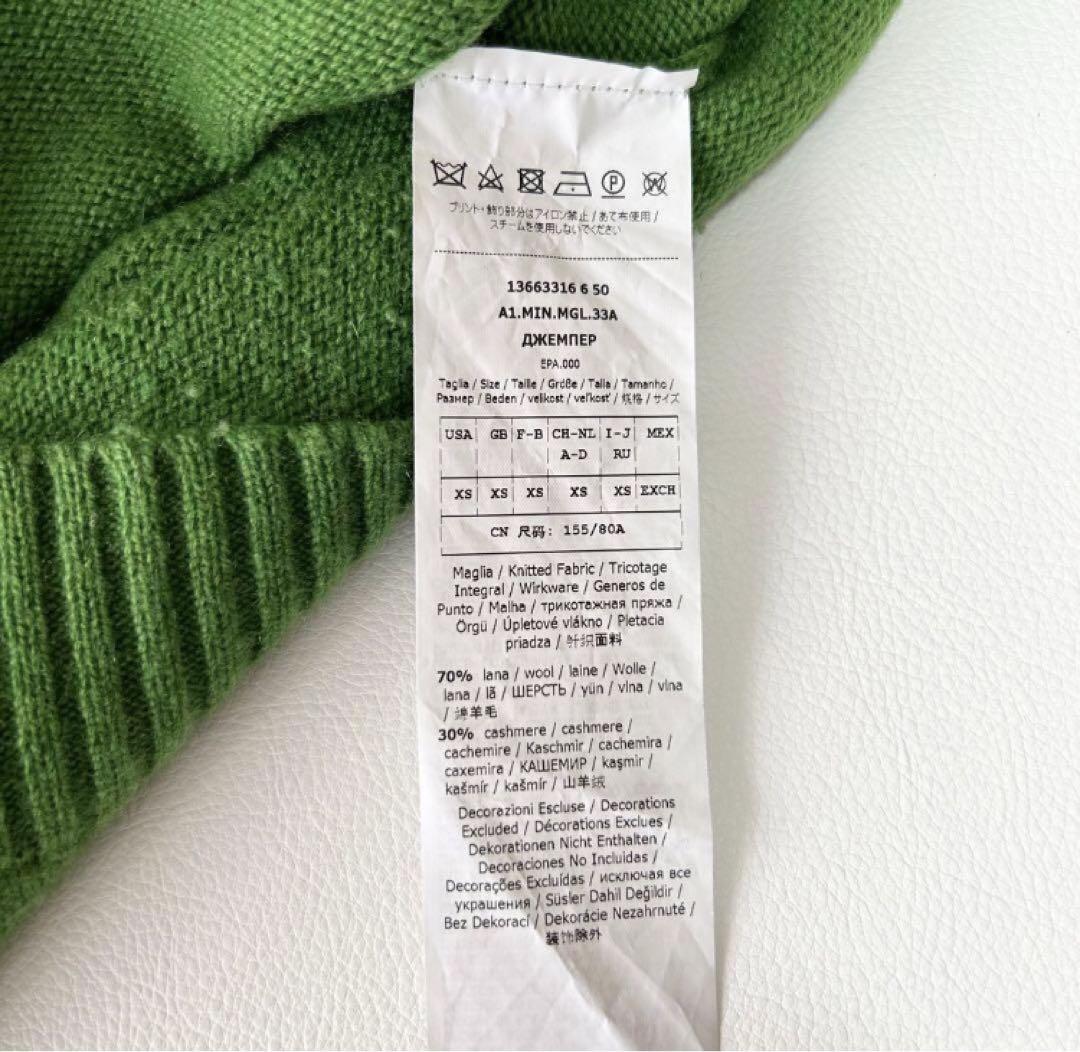 P W
プリント・飾り部分はアイロン禁止 / あて布使用 /
スチームを使用しないでください
13663316 6 50
A1.MIN.MGL.33A
ДЖЕМПЕР
EPA.000
Taglia / Size / Taille / Größe / Talla / Tamanho /
Размер / Beden / velikost / veľkosť / 规格 / サイズ
USA GB F-B CH-NL I-J MEX
A-D RU
XS XS XS XS XS EXCH
CN 尺码: 155/80A
Maglia / Knitted Fabric / Tricotage
Integral / Wirkware / Generos de
Punto / Malha / трикотажная пряжа /
Örgü / Úpletové vlákno / Pletacia
priadza / 针织面料
70% lana / wool / laine / Wolle /
lana / lã / ШЕРСТЬ / yün / vlna / vlna
/ 绵羊毛
30% cashmere / cashmere /
cachemire / Kaschmir / cachemira /
caxemira / КАШЕМИР / kaşmir /
kašmír / kašmír / 山羊绒
Decorazioni Escluse / Decorations
Excluded / Décorations Exclues /
Dekorationen Nicht Enthalten /
Decoraciones No Incluidas /
Decorações Excluídas / исключая все
украшения / Süsler Dahil Değildir /
Bez Dekorací / Dekorácie Nezahrnuté /
装饰除外